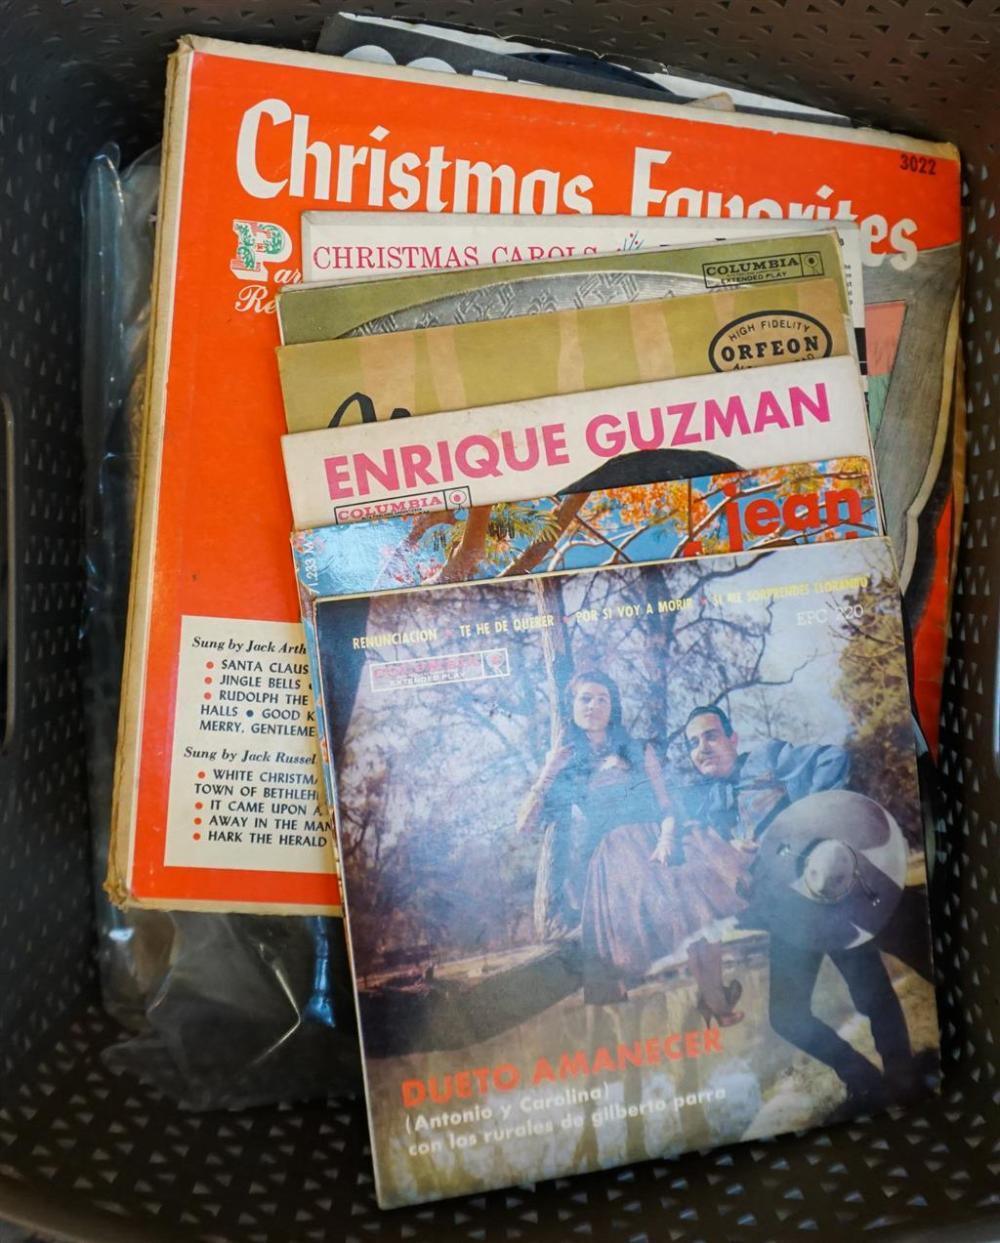 Christmas Favorites
3022
CHRISTMAS CAROLS
COLUMBIA
EXTENDED PLAY
HIGH FIDELITY
ORFEON
ENRIQUE GUZMAN
COLUMBIA
jean
Sung by Jack Arth
• SANTA CLAUS
• JINGLE BELLS
• RUDOLPH THE
HALLS • GOOD K
MERRY, GENTLEME
Sung by Jack Russel
• WHITE CHRISTMA
TOWN OF BETHLEH
• IT CAME UPON A
• AWAY IN THE MAN
• HARK THE HERALD
RENUNCIACION • TE HE DE QUERER • POR SI VOY A MORIR • SI ME SORPRENDES LLORANDO
EPC 220
COLUMBIA
EXTENDED PLAY
DUETO AMANECER
(Antonio y Carolina)
con los rurales de gilberto parra